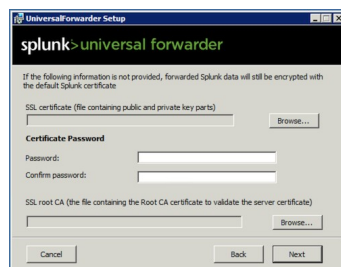 UniversalForwarder Setup
splunk>universal forwarder
If the following information is not provided, forwarded Splunk data will still be encrypted with
the default Splunk certificate
SSL certificate (file containing public and private key parts)
Browse...
Certificate Password
Password:
Confirm password:
SSL root CA (the file containing the Root CA certificate to validate the server certificate)
Browse...
Cancel Back Next